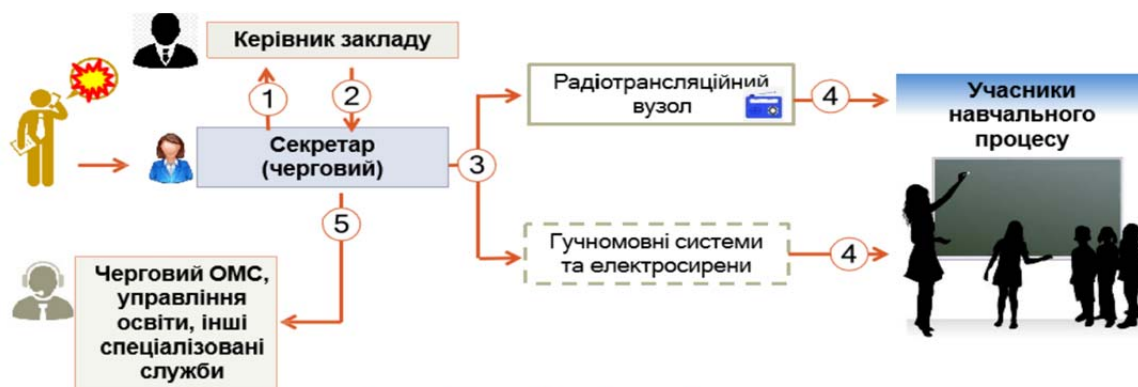 Керівник закладу
1
2
Секретар
(черговий)
3
5
Черговий ОМС,
управління
освіти, інші
спеціалізовані
служби
Радіотрансляційний
вузол
4
Гучномовні системи
та електросирени
4
Учасники
навчального
процесу